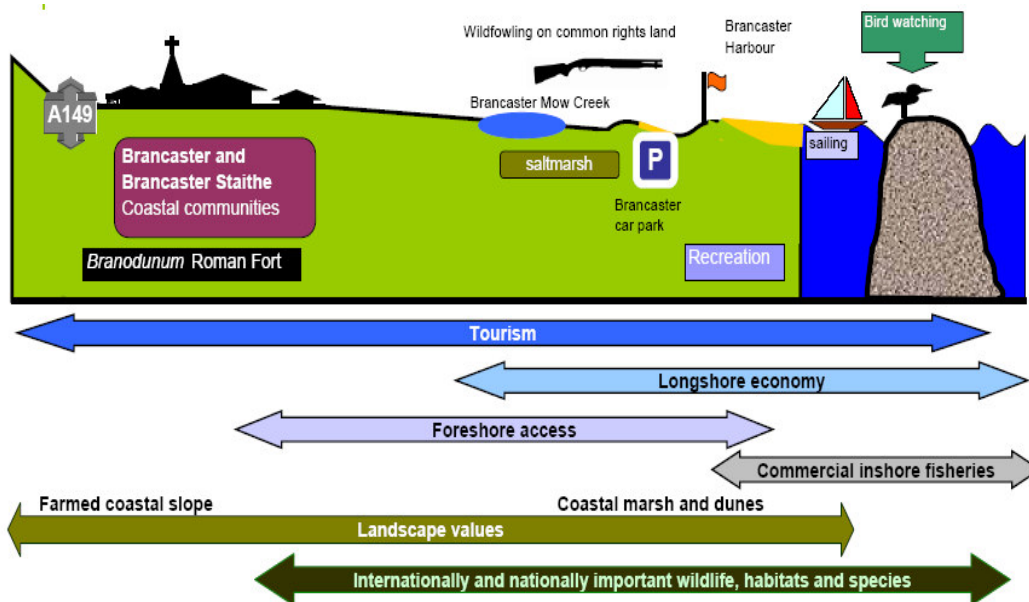 Bird watching
Brancaster
Harbour
Wildfowling on common rights land
Brancaster Mow Creek
A149
sailing
Brancaster and
Brancaster Staithe
Coastal communities
saltmarsh
P
Brancaster
car park
Branodunum Roman Fort
Recreation
Tourism
Longshore economy
Foreshore access
Commercial inshore fisheries
Farmed coastal slope
Coastal marsh and dunes
Landscape values
Internationally and nationally important wildlife, habitats and species